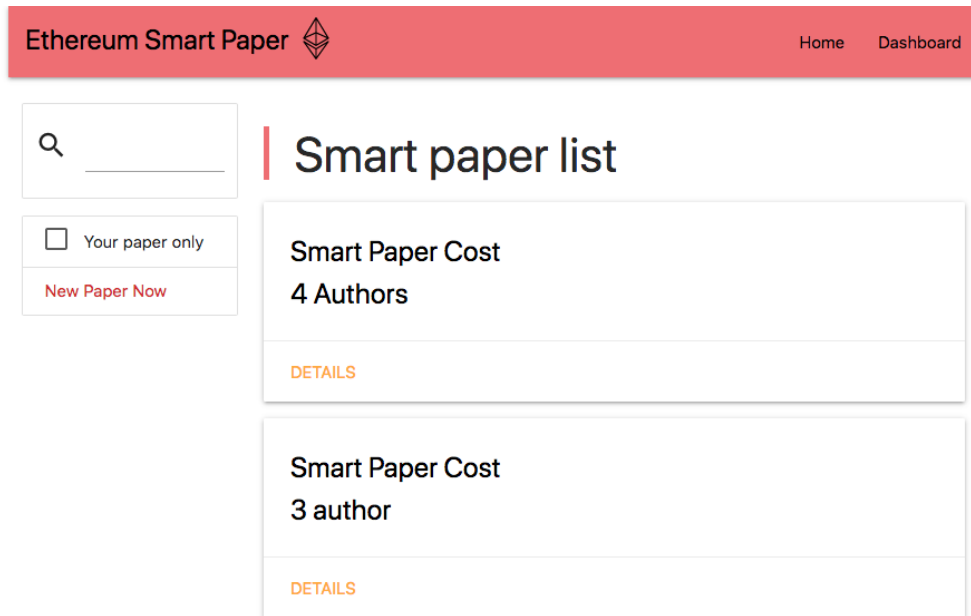 Ethereum Smart Paper
Home Dashboard
Your paper only
New Paper Now
Smart paper list
Smart Paper Cost
4 Authors
DETAILS
Smart Paper Cost
3 author
DETAILS